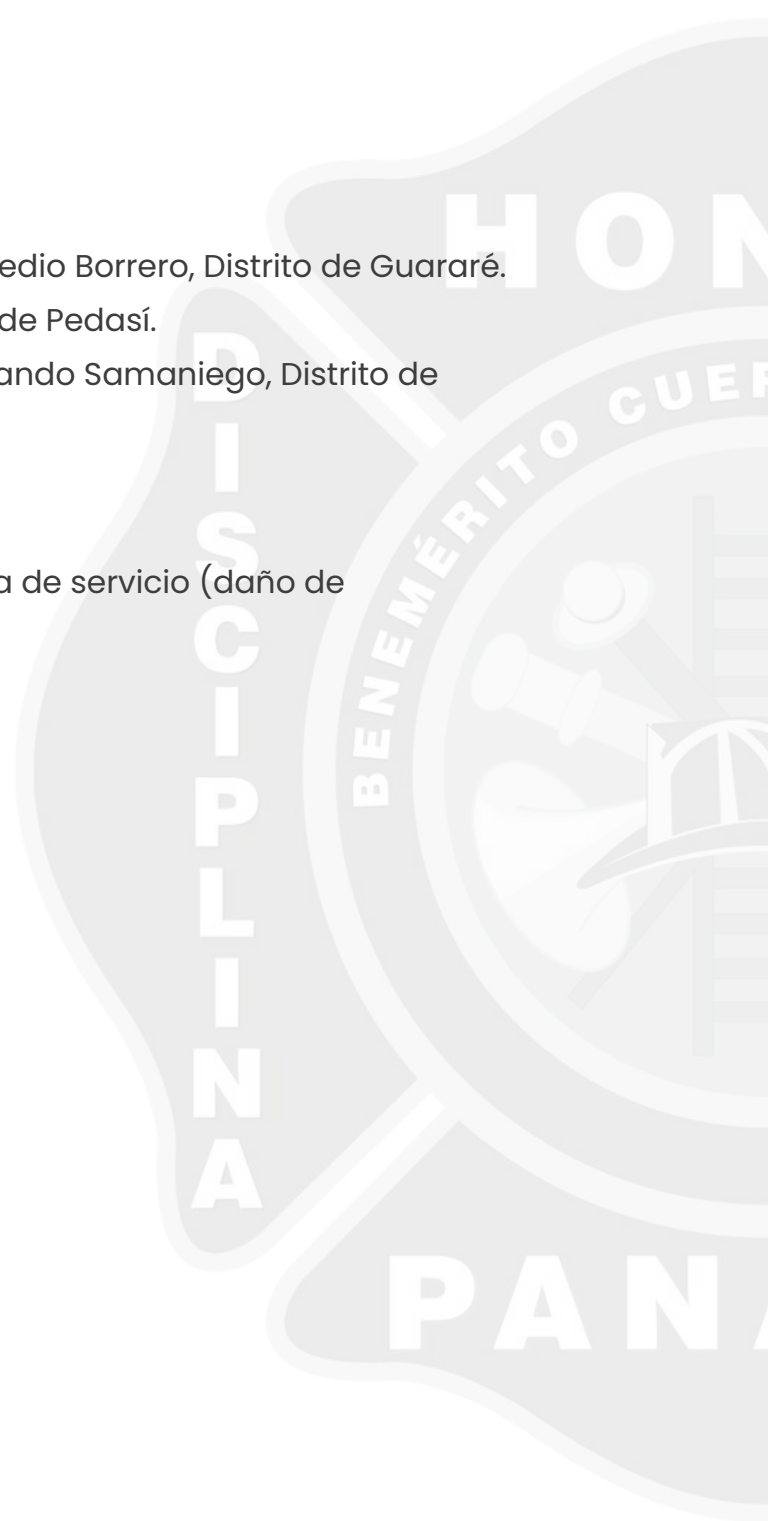 edio Borrero, Distrito de Guararé.
de Pedasí.
ando Samaniego, Distrito de
a de servicio (daño de
HON
DISCIPLINA
BENEMÉRITO CUER
PANA